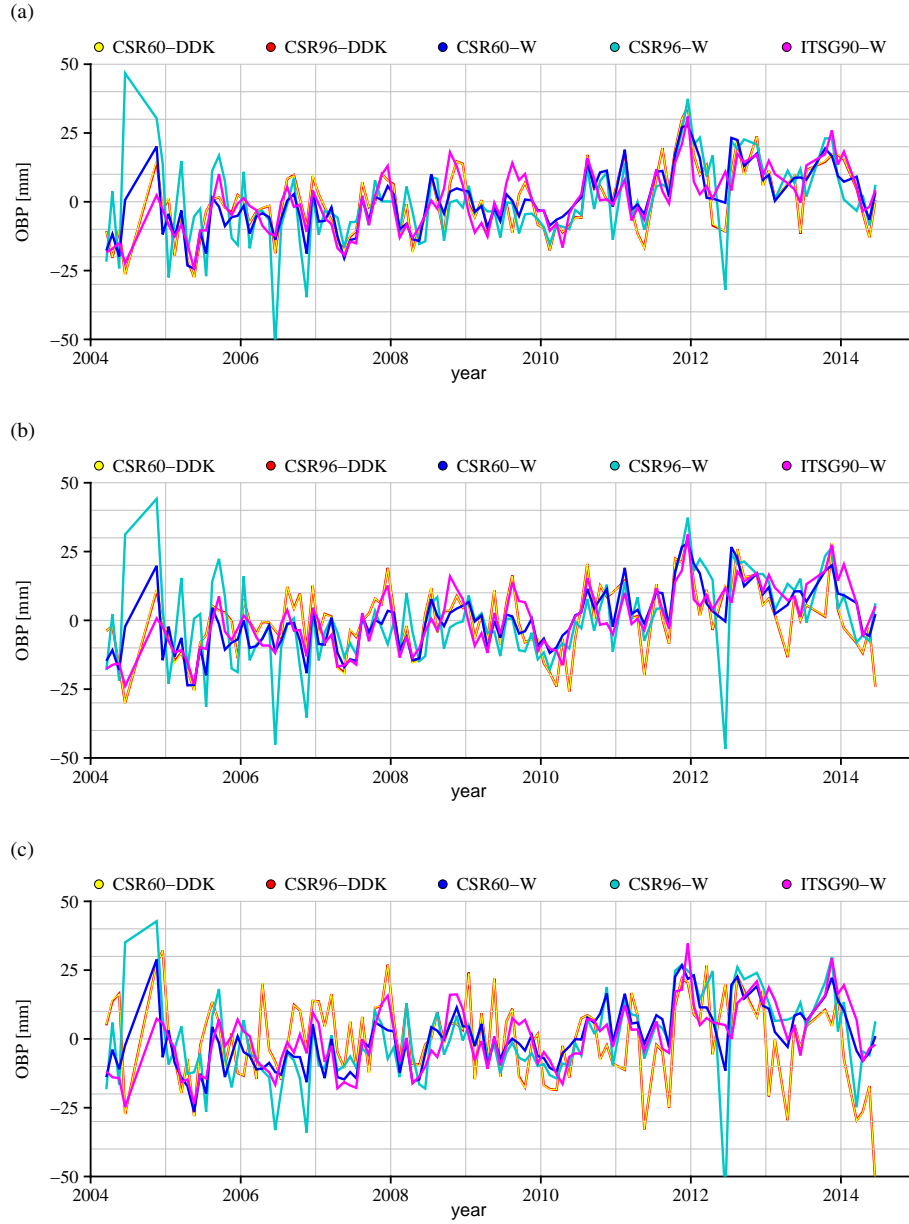 (a)
CSR60−DDK CSR96−DDK CSR60−W CSR96−W ITSG90−W
50
25
0
−25
−50
OBP [mm]
2004 2006 2008 2010 2012 2014
year
(b)
CSR60−DDK CSR96−DDK CSR60−W CSR96−W ITSG90−W
50
25
0
−25
−50
OBP [mm]
2004 2006 2008 2010 2012 2014
year
(c)
CSR60−DDK CSR96−DDK CSR60−W CSR96−W ITSG90−W
50
25
0
−25
−50
OBP [mm]
2004 2006 2008 2010 2012 2014
year